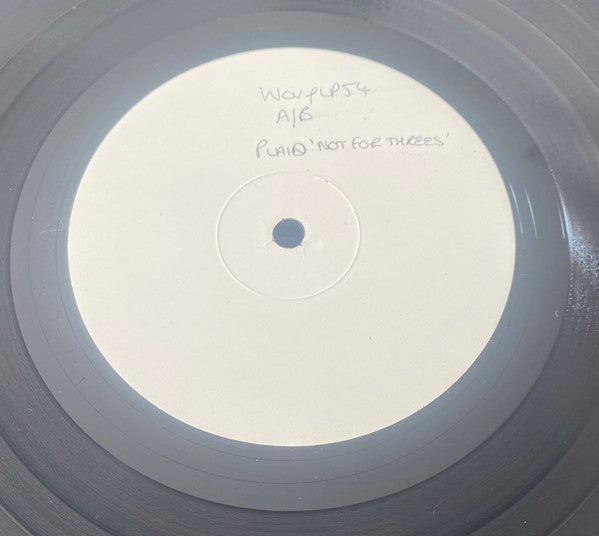 WarpLP54
A/B
PLAID 'NOT FOR THREES'